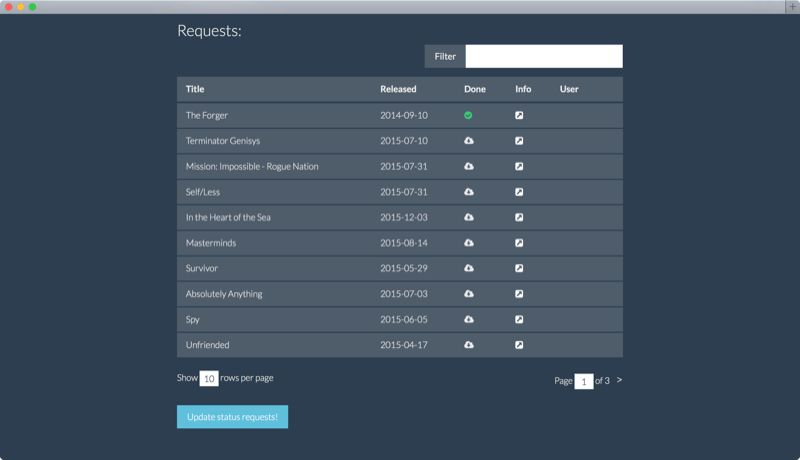 Requests:
Filter
Title Released Done Info User
The Forger 2014-09-10
Terminator Genisys 2015-07-10
Mission: Impossible - Rogue Nation 2015-07-31
Self/Less 2015-07-31
In the Heart of the Sea 2015-12-03
Masterminds 2015-08-14
Survivor 2015-05-29
Absolutely Anything 2015-07-03
Spy 2015-06-05
Unfriended 2015-04-17
Show 10 rows per page Page 1 of 3 >
Update status requests!